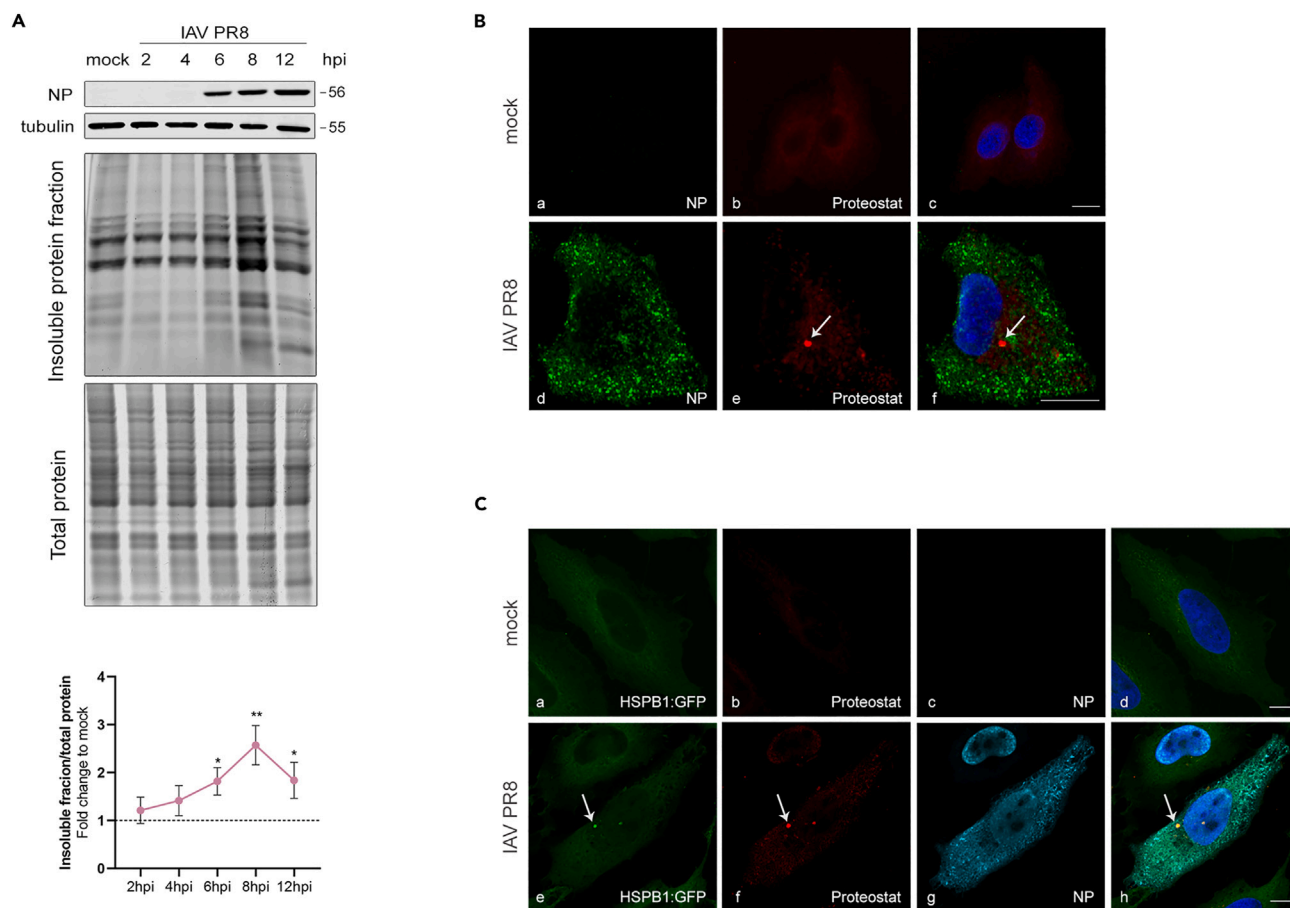 A
IAV PR8
mock 2 4 6 8 12 hpi
NP -56
tubulin -55
Insoluble protein fraction
Total protein
Insoluble fracion/total protein
Fold change to mock
4
3
2
1
0
* ** *
2hpi 4hpi 6hpi 8hpi 12hpi
B
mock
a NP b Proteostat c
IAV PR8
d NP e Proteostat f
C
mock
a HSPB1:GFP b Proteostat c NP d
IAV PR8
e HSPB1:GFP f Proteostat g NP h